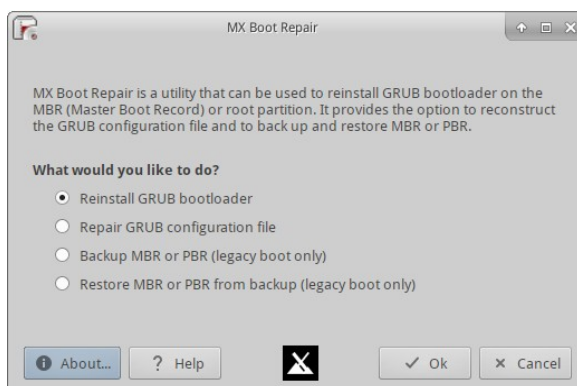 MX Boot Repair
MX Boot Repair is a utility that can be used to reinstall GRUB bootloader on the
MBR (Master Boot Record) or root partition. It provides the option to reconstruct
the GRUB configuration file and to back up and restore MBR or PBR.
What would you like to do?
Reinstall GRUB bootloader
Repair GRUB configuration file
Backup MBR or PBR (legacy boot only)
Restore MBR or PBR from backup (legacy boot only)
About... ? Help Ok Cancel